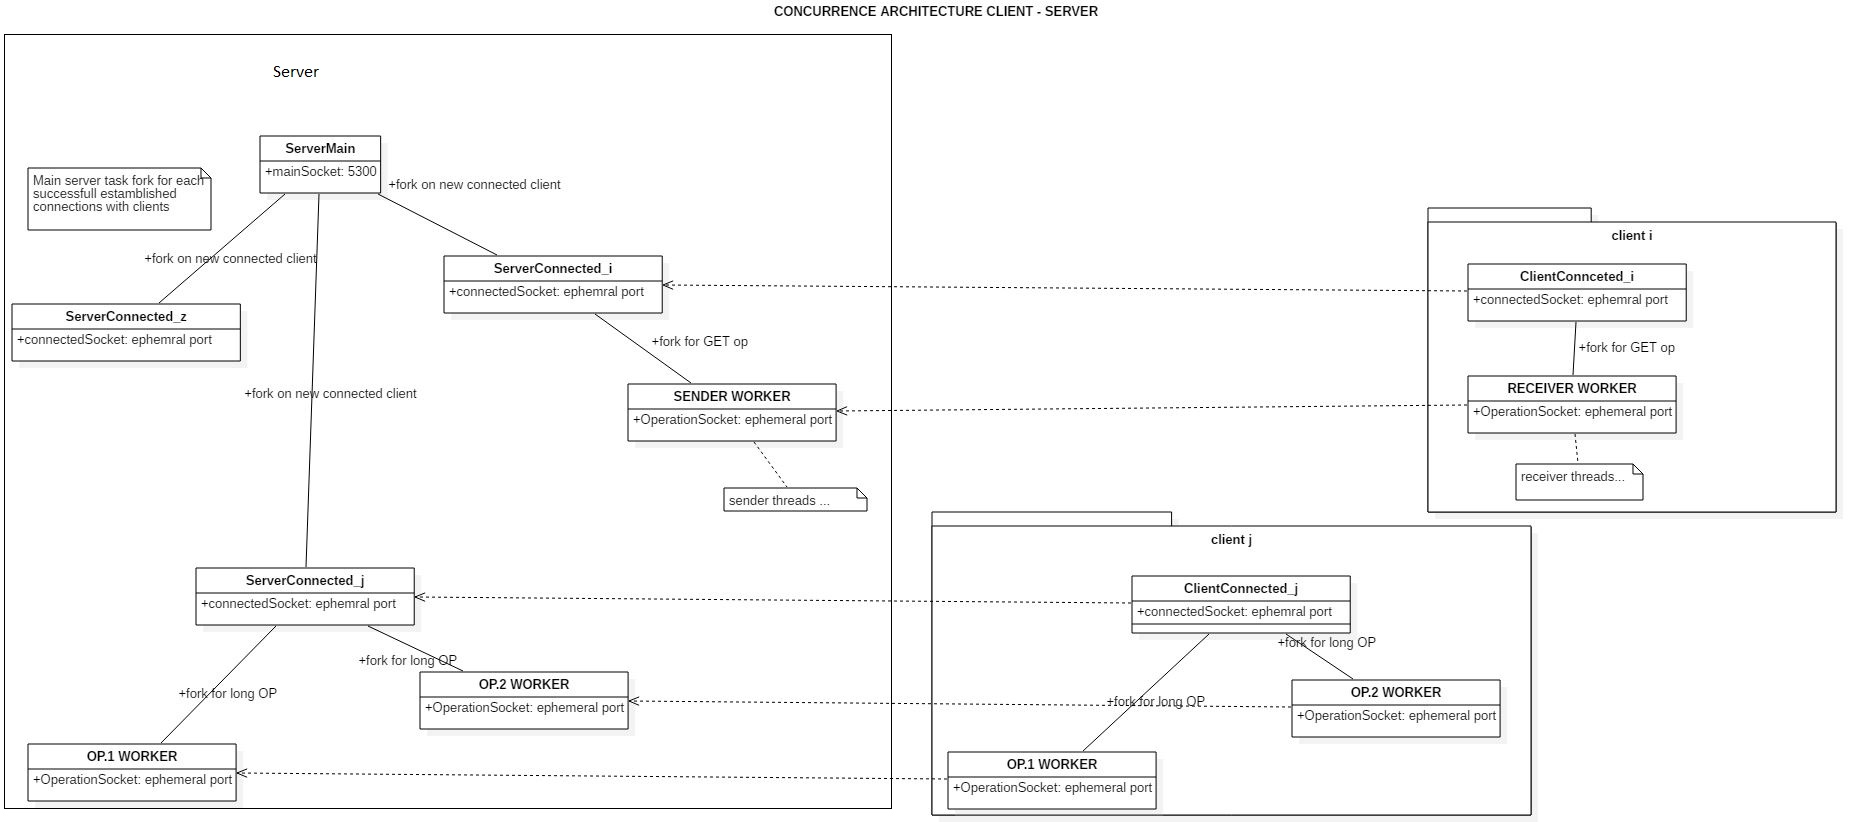 CONCURRENCE ARCHITECTURE CLIENT - SERVER
Server
ServerMain
+mainSocket: 5300
Main server task fork for each
successfull estamblished
connections with clients
+fork on new connected client
+fork on new connected client
ServerConnected_i
+connectedSocket: ephemral port
ServerConnected_z
+connectedSocket: ephemral port
+fork for GET op
+fork on new connected client
SENDER WORKER
+OperationSocket: ephemeral port
sender threads ...
ServerConnected_j
+connectedSocket: ephemral port
+fork for long OP
+fork for long OP
OP.2 WORKER
+OperationSocket: ephemeral port
OP.1 WORKER
+OperationSocket: ephemeral port
client i
ClientConnceted_i
+connectedSocket: ephemral port
+fork for GET op
RECEIVER WORKER
+OperationSocket: ephemeral port
receiver threads...
client j
ClientConnected_j
+connectedSocket: ephemral port
+fork for long OP
+fork for long OP
OP.2 WORKER
+OperationSocket: ephemeral port
OP.1 WORKER
+OperationSocket: ephemeral port